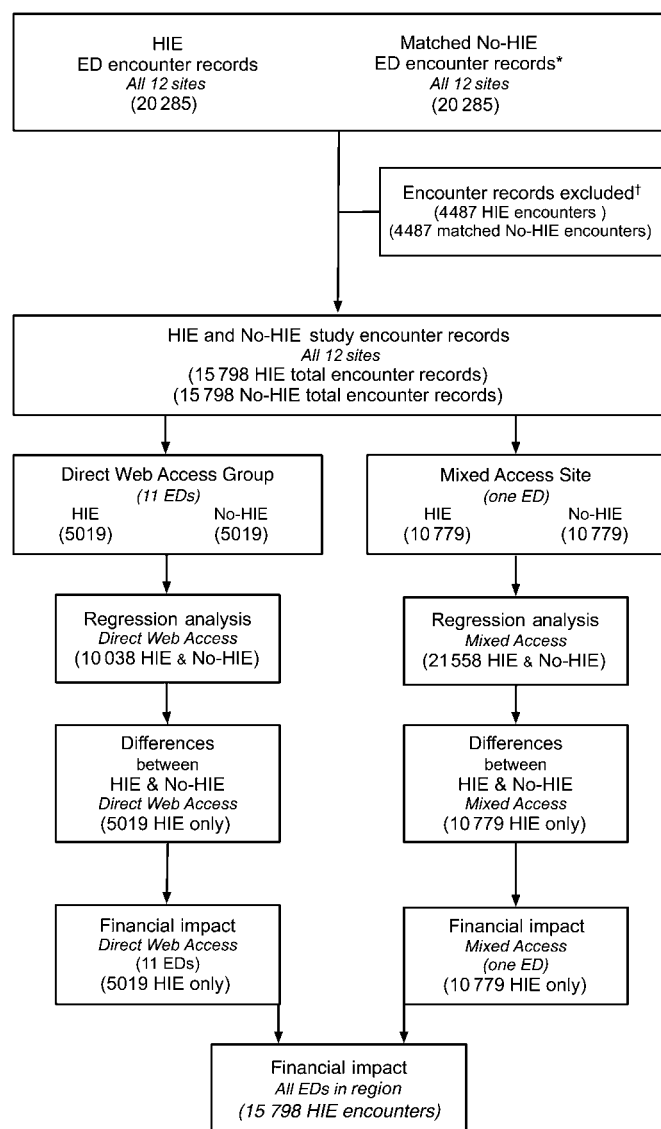 HIE
ED encounter records
All 12 sites
(20 285)
Matched No-HIE
ED encounter records*
All 12 sites
(20 285)
Encounter records excluded†
(4487 HIE encounters )
(4487 matched No-HIE encounters)
HIE and No-HIE study encounter records
All 12 sites
(15 798 HIE total encounter records)
(15 798 No-HIE total encounter records)
Direct Web Access Group
(11 EDs)
HIE No-HIE
(5019) (5019)
Mixed Access Site
(one ED)
HIE No-HIE
(10 779) (10 779)
Regression analysis
Direct Web Access
(10 038 HIE & No-HIE)
Regression analysis
Mixed Access
(21 558 HIE & No-HIE)
Differences
between
HIE & No-HIE
Direct Web Access
(5019 HIE only)
Differences
between
HIE & No-HIE
Mixed Access
(10 779 HIE only)
Financial impact
Direct Web Access
(11 EDs)
(5019 HIE only)
Financial impact
Mixed Access
(one ED)
(10 779 HIE only)
Financial impact
All EDs in region
(15 798 HIE encounters)